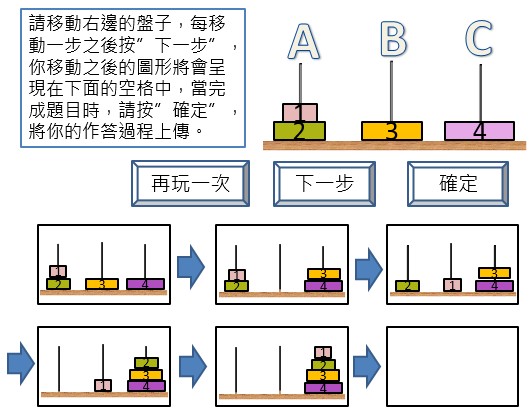 請移動右邊的盤子，每移
動一步之後按”下一步”，
你移動之後的圖形將會呈
現在下面的空格中，當完
成題目時，請按”確定”，
將你的作答過程上傳。
A B C
1
2 3 4
再玩一次 下一步 確定
1
2 3 4
1 3
2 4
3
2 1 4
2
3
1 4
1
2
3
4